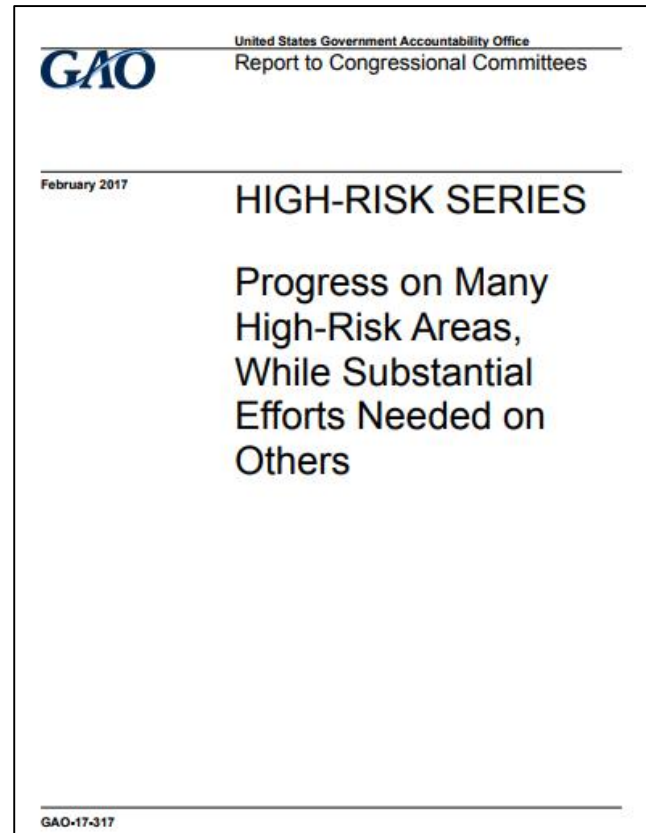 United States Government Accountability Office
GAO
Report to Congressional Committees
February 2017
HIGH-RISK SERIES
Progress on Many
High-Risk Areas,
While Substantial
Efforts Needed on
Others
GAO-17-317